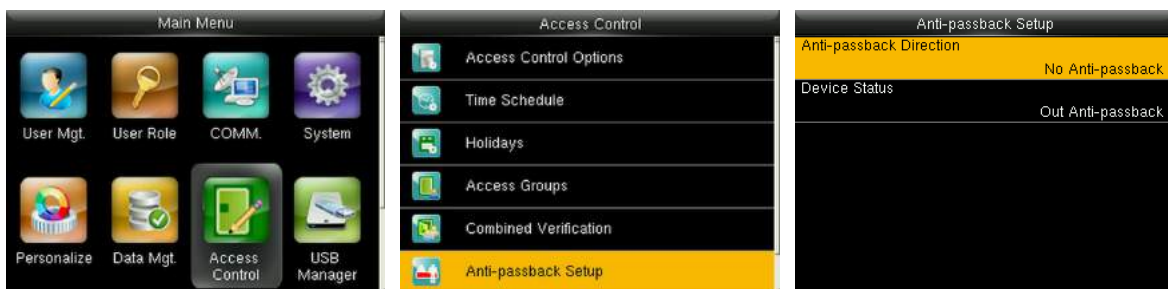 Main Menu
User Mgt.
User Role
COMM.
System
Personalize
Data Mgt.
Access
Control
USB
Manager
Access Control
Access Control Options
Time Schedule
Holidays
Access Groups
Combined Verification
Anti-passback Setup
Anti-passback Setup
Anti-passback Direction
No Anti-passback
Device Status
Out Anti-passback